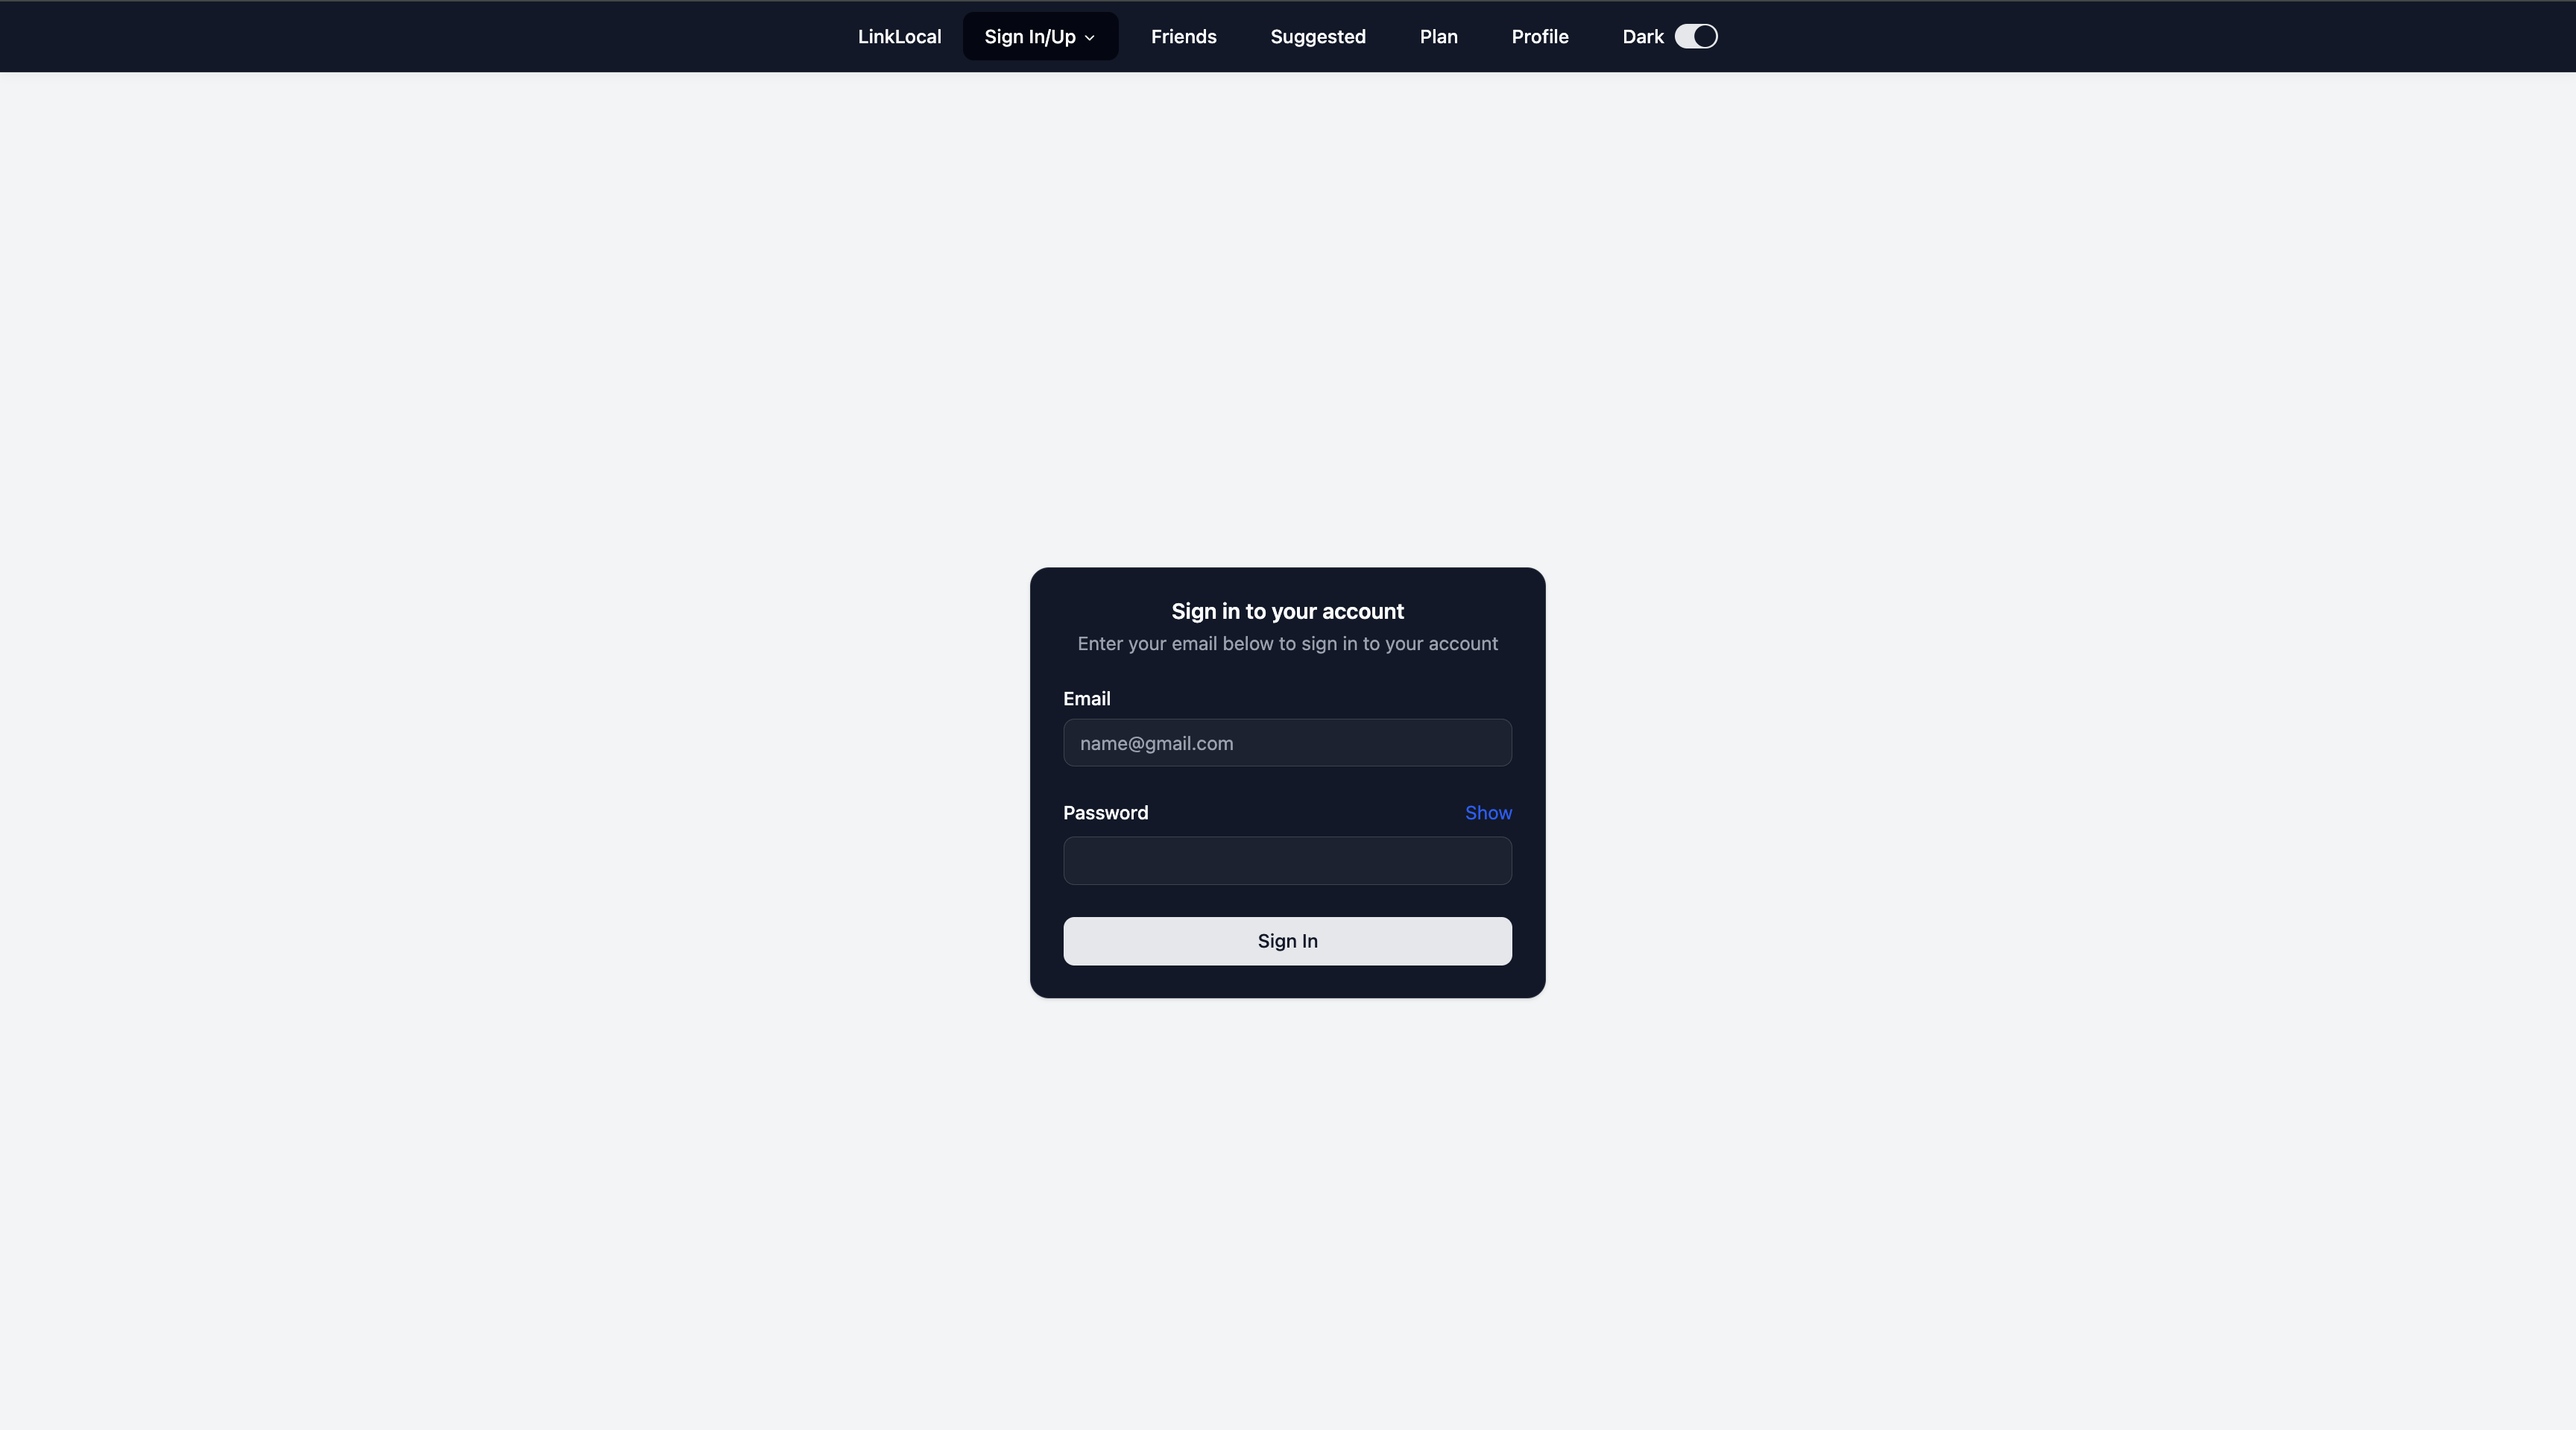 LinkLocal Sign In/Up Friends Suggested Plan Profile Dark
Sign in to your account
Enter your email below to sign in to your account
Email
name@gmail.com
Password Show
Sign In